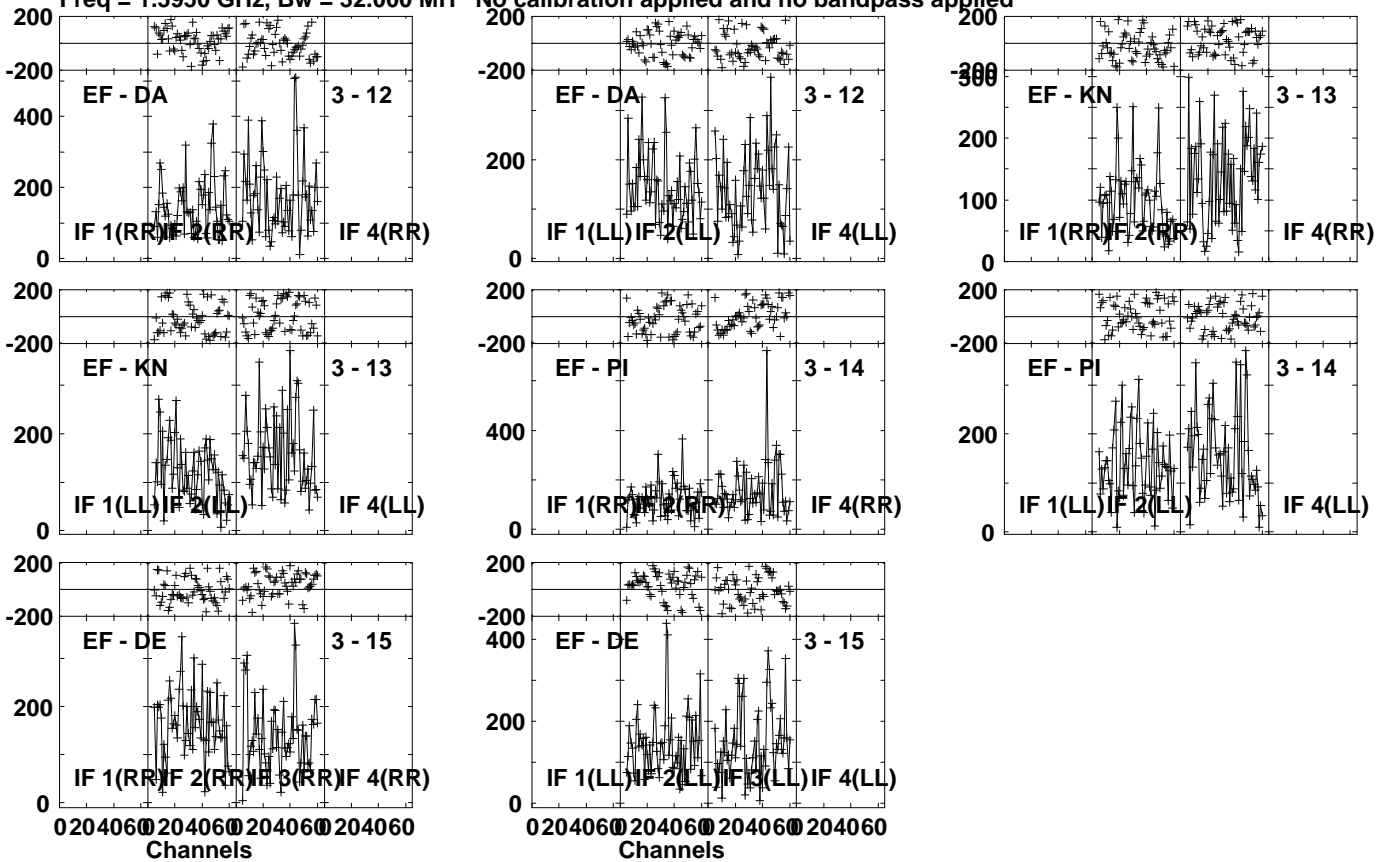 Freq = 1.5950 GHz, Bw = 32.000 MH No calibration applied and no bandpass applied
200 200 200
-200 -200 -200
EF - DA 3 - 12 EF - DA 3 - 12 EF - KN 3 - 13
400 300
200 200 200
100
0 0 0
IF 1(RR) IF 2(RR) IF 4(RR) IF 1(LL) IF 2(LL) IF 4(LL) IF 1(RR) IF 2(RR) IF 4(RR)
200 200 200
-200 -200 -200
EF - KN 3 - 13 EF - PI 3 - 14 EF - PI 3 - 14
200 400 200
IF 1(LL) IF 2(LL) IF 4(LL) IF 1(RR) IF 2(RR) IF 4(RR) IF 1(LL) IF 2(LL) IF 4(LL)
0 0 0
200 200
-200 -200
EF - DE 3 - 15 EF - DE 3 - 15
400
200 200
IF 1(RR) IF 2(RR) IF 3(RR) IF 4(RR) IF 1(LL) IF 2(LL) IF 3(LL) IF 4(LL)
0 0
0 20 40 60 0 20 40 60 0 20 40 60 0 20 40 60 0 20 40 60 0 20 40 60 0 20 40 60 0 20 40 60
Channels Channels